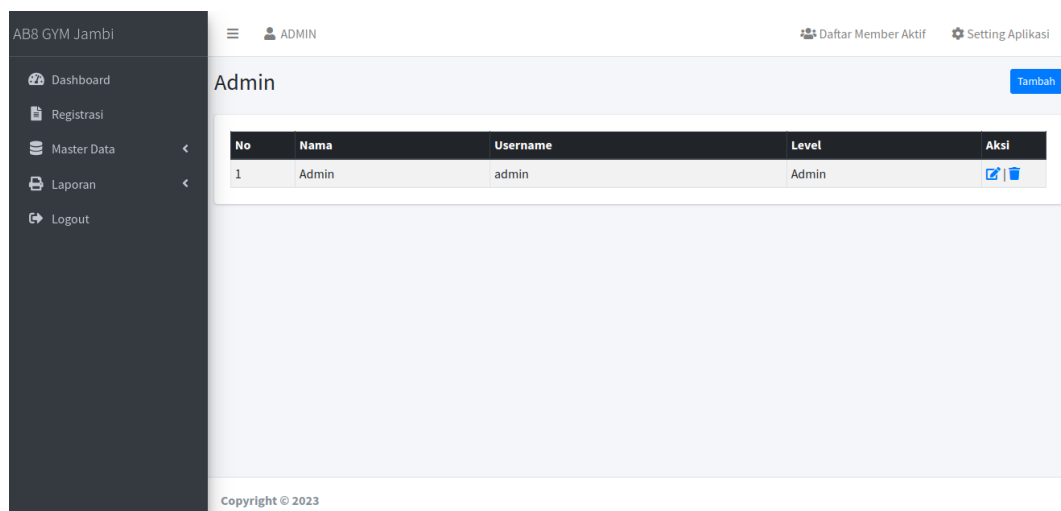 AB8 GYM Jambi
ADMIN
Daftar Member Aktif
Setting Aplikasi
Dashboard
Registrasi
Master Data
Laporan
Logout
Admin
Tambah
No Nama Username Level Aksi
1 Admin admin Admin |
Copyright © 2023